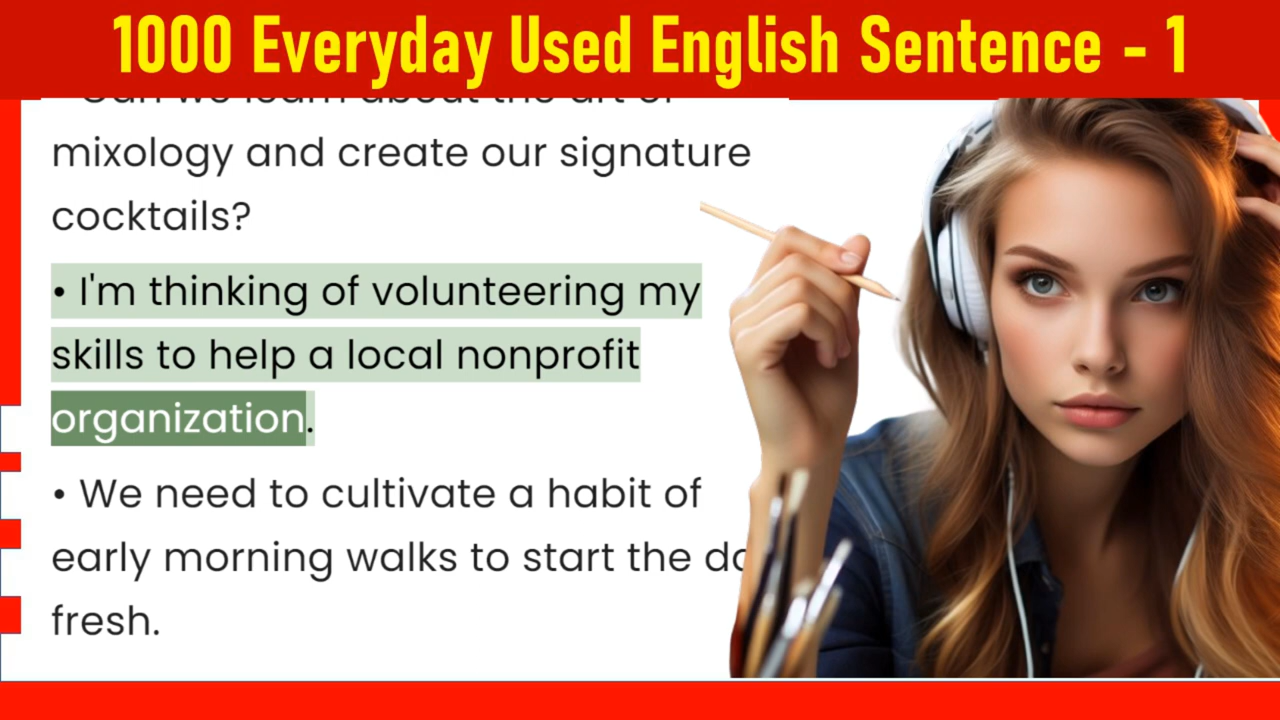 1000 Everyday Used English Sentence - 1
mixology and create our signature
cocktails?
• I'm thinking of volunteering my
skills to help a local nonprofit
organization.
• We need to cultivate a habit of
early morning walks to start the
fresh.